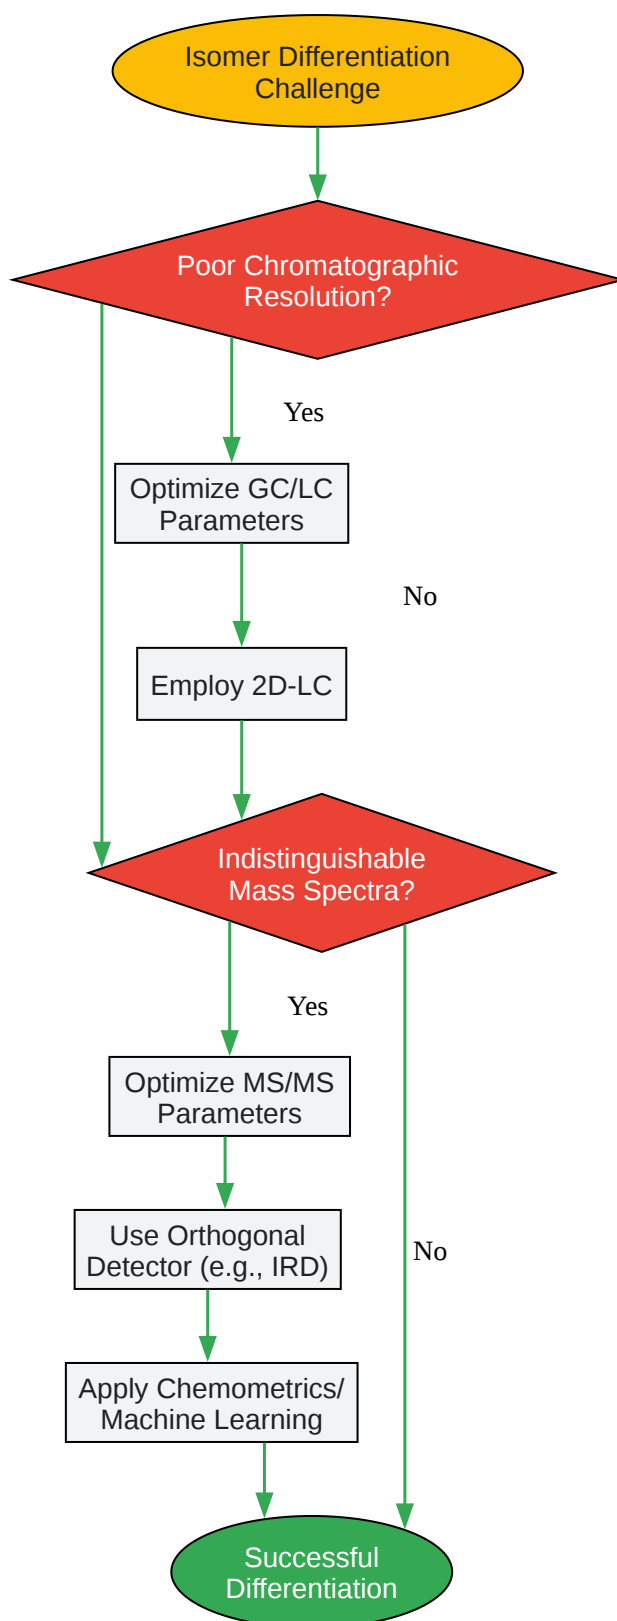 Isomer Differentiation
Challenge
Poor Chromatographic
Resolution?
Yes
Optimize GC/LC
Parameters
No
Employ 2D-LC
Indistinguishable
Mass Spectra?
Yes
Optimize MS/MS
Parameters
Use Orthogonal
Detector (e.g., IRD)
No
Apply Chemometrics/
Machine Learning
Successful
Differentiation